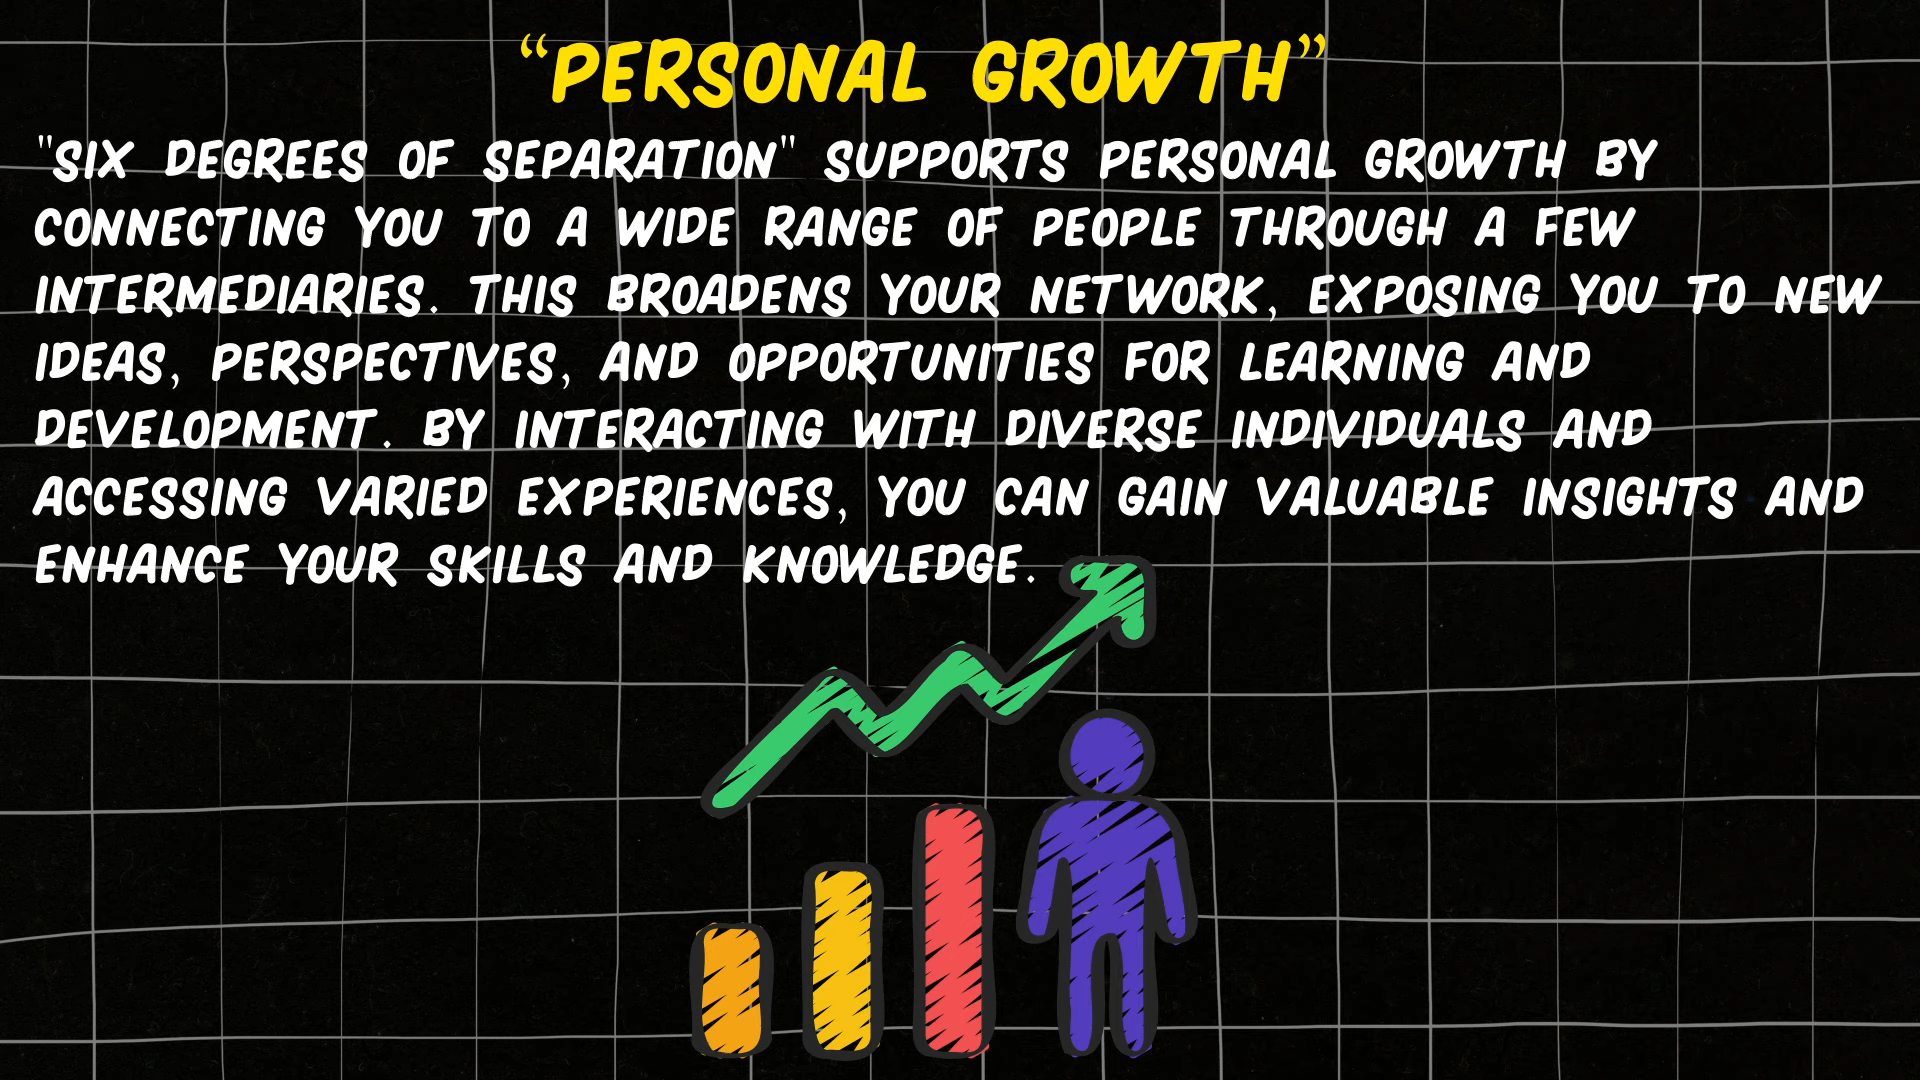 “PERSONAL GROWTH”
"SIX DEGREES OF SEPARATION" SUPPORTS PERSONAL GROWTH BY
CONNECTING YOU TO A WIDE RANGE OF PEOPLE THROUGH A FEW
INTERMEDIARIES. THIS BROADENS YOUR NETWORK, EXPOSING YOU TO NEW
IDEAS, PERSPECTIVES, AND OPPORTUNITIES FOR LEARNING AND
DEVELOPMENT. BY INTERACTING WITH DIVERSE INDIVIDUALS AND
ACCESSING VARIED EXPERIENCES, YOU CAN GAIN VALUABLE INSIGHTS AND
ENHANCE YOUR SKILLS AND KNOWLEDGE.